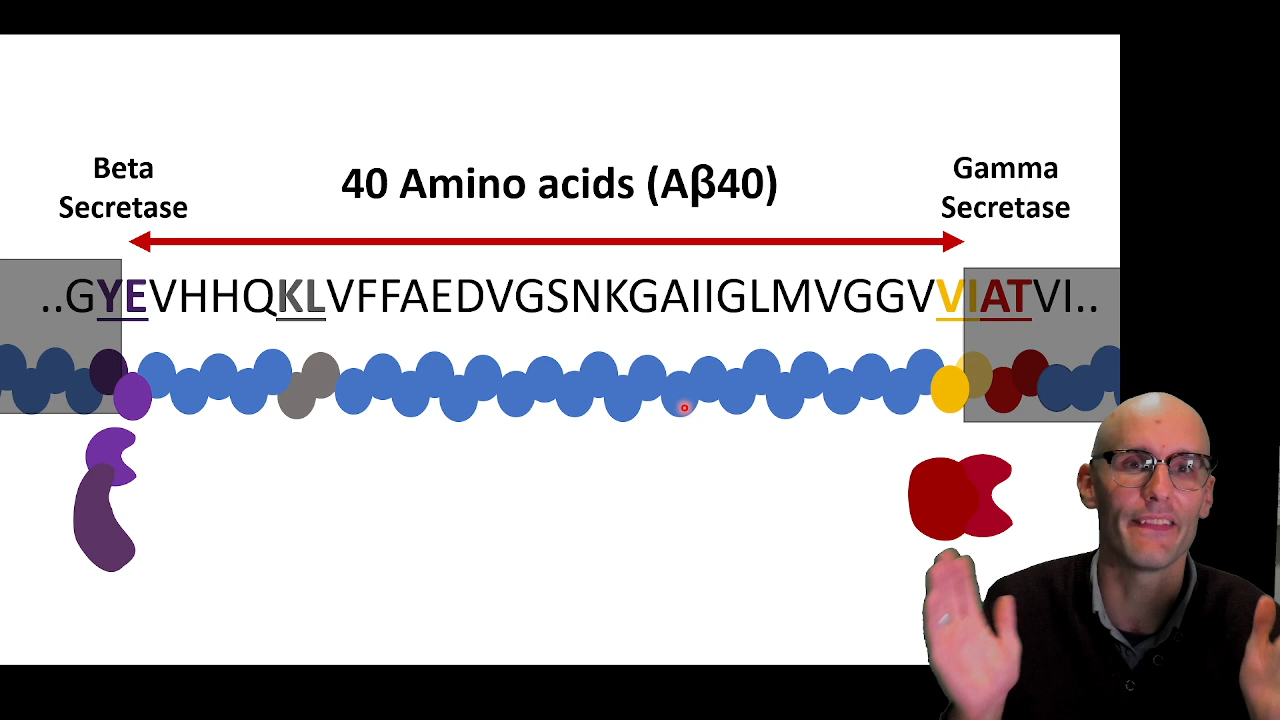 Beta
Secretase
40 Amino acids (Aβ40)
Gamma
Secretase
..GYEVHHQKLVFFAEDVGSNKGAIIGLMVGGVVIATVI..